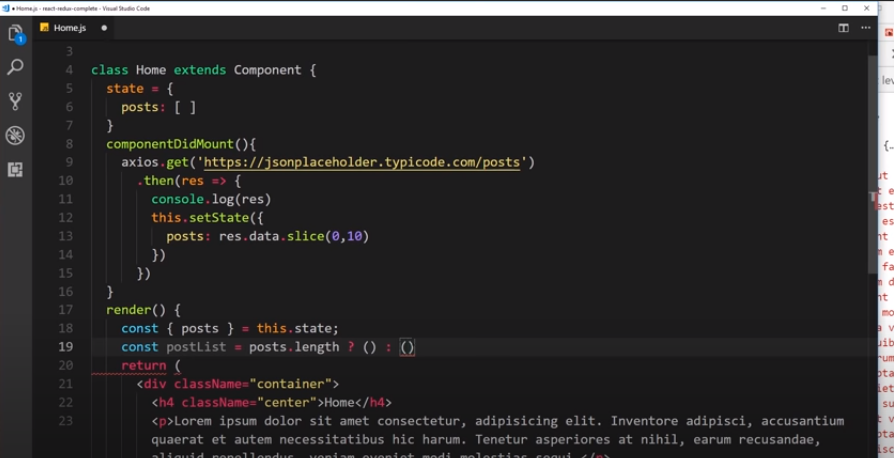 Home.js - react-redux-complete - Visual Studio Code
Home.js
1
3
4 class Home extends Component {
5 state = {
6 posts: [ ]
7 }
8 componentDidMount(){
9 axios.get('https://jsonplaceholder.typicode.com/posts')
10 .then(res => {
11 console.log(res)
12 this.setState({
13 posts: res.data.slice(0,10)
14 })
15 })
16 }
17 render() {
18 const { posts } = this.state;
19 const postList = posts.length ? () : ()
20 return (
21 <div className="container">
22 <h4 className="center">Home</h4>
23 <p>Lorem ipsum dolor sit amet consectetur, adipisicing elit. Inventore adipisci, accusantium
quaerat et autem necessitatibus hic harum. Tenetur asperiores at nihil, earum recusandae,
aliquid repellendus, veniam eveniet modi molestias sequi.</p>